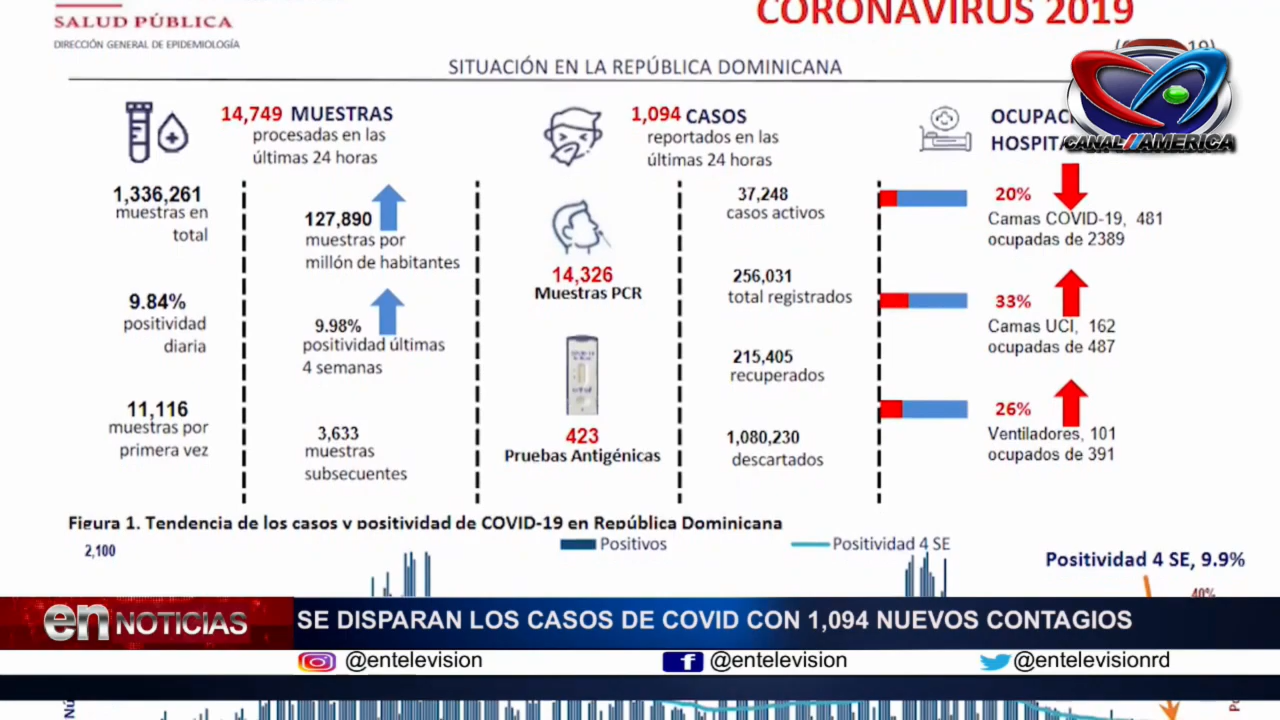 SALUD PÚBLICA
DIRECCIÓN GENERAL DE EPIDEMIOLOGÍA
CORONAVIRUS 2019
SITUACIÓN EN LA REPÚBLICA DOMINICANA
CANAL AMERICA
14,749 MUESTRAS
procesadas en las
últimas 24 horas
1,336,261
muestras en
total
9.84%
positividad
diaria
11,116
muestras por
primera vez
127,890
muestras por
millón de habitantes
9.98%
positividad últimas
4 semanas
3,633
muestras
subsecuentes
1,094 CASOS
reportados en las
últimas 24 horas
14,326
Muestras PCR
423
Pruebas Antigénicas
37,248
casos activos
256,031
total registrados
215,405
recuperados
1,080,230
descartados
20%
Camas COVID-19, 481
ocupadas de 2389
33%
Camas UCI, 162
ocupadas de 487
26%
Ventiladores, 101
ocupados de 391
Figura 1. Tendencia de los casos y positividad de COVID-19 en República Dominicana
2,100
Positivos
Positividad 4 SE
Positividad 4 SE, 9.9%
40%
en NOTICIAS
SE DISPARAN LOS CASOS DE COVID CON 1,094 NUEVOS CONTAGIOS
@entelevision
@entelevision
@entelevisionrd